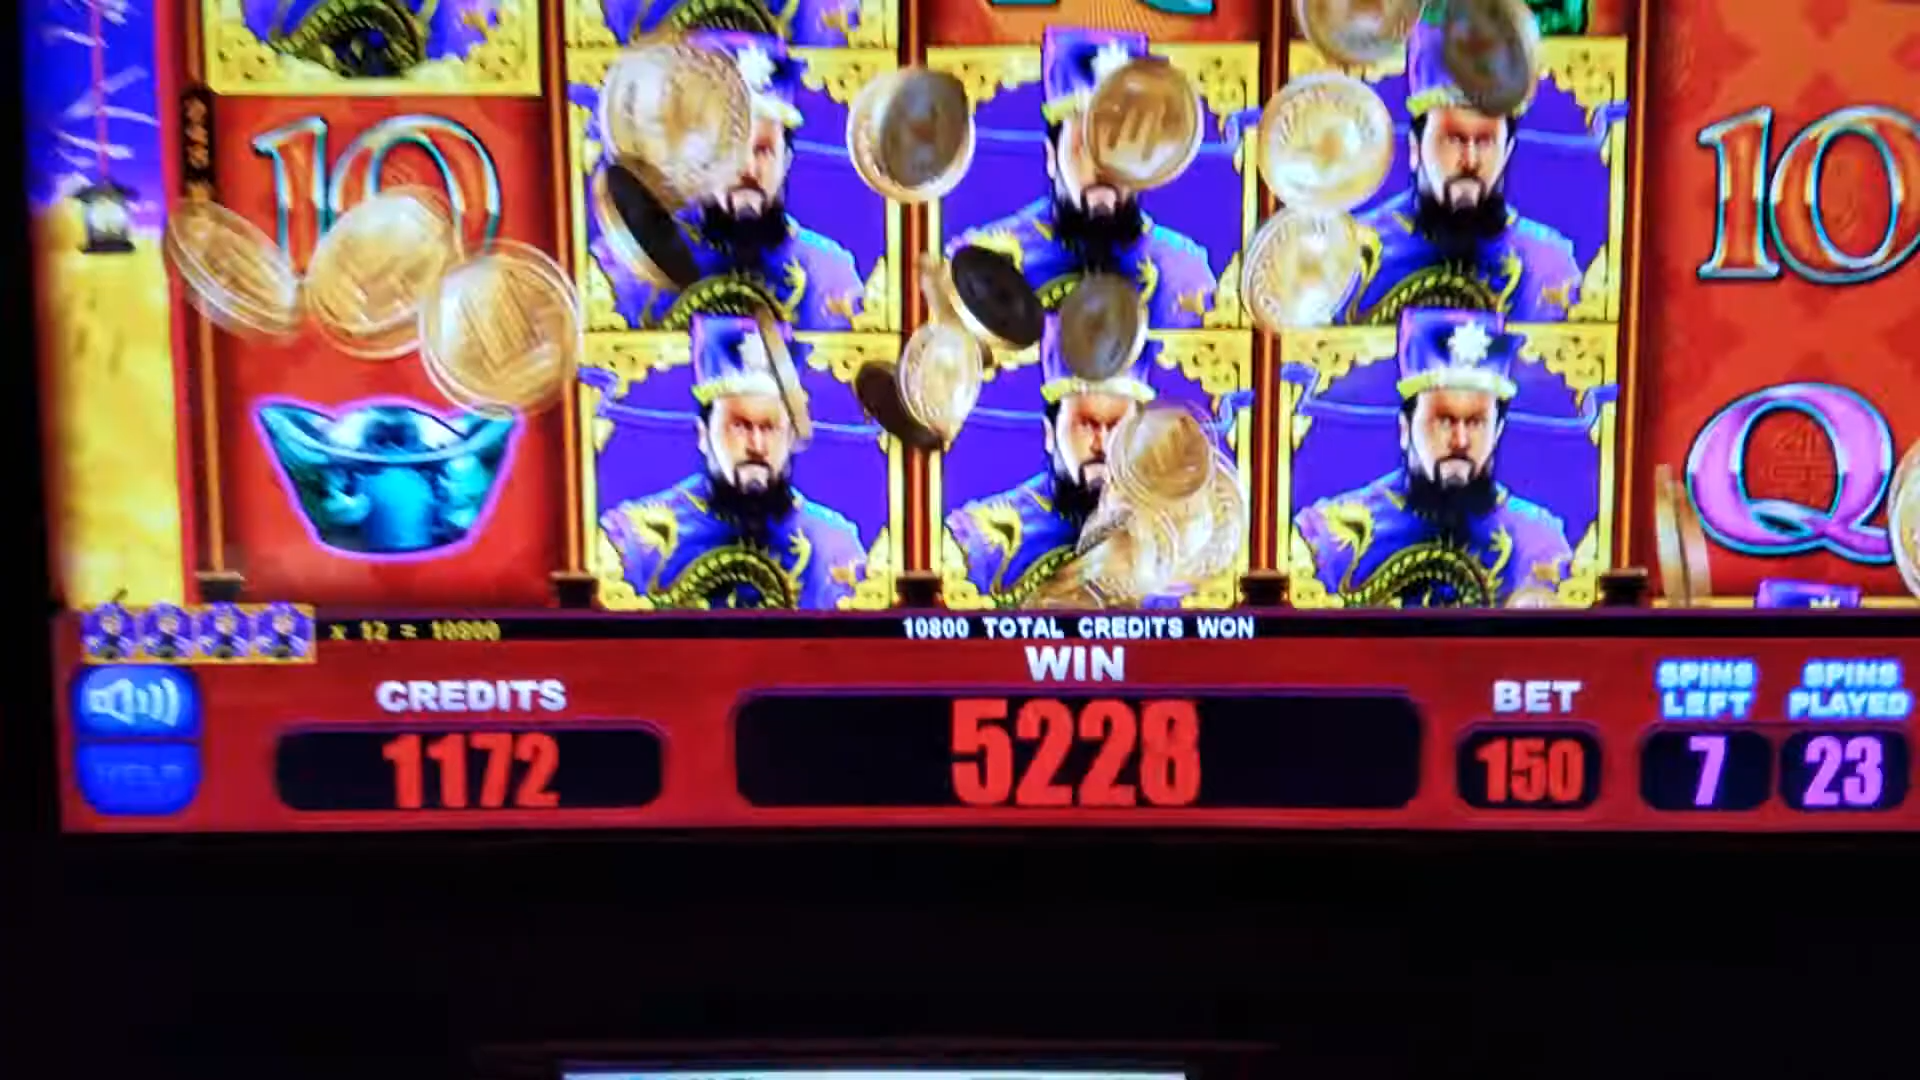 10
10
Q
x 12 = 10800
10800 TOTAL CREDITS WON
WIN
CREDITS
BET
SPINS LEFT
SPINS PLAYED
1172
5228
150
7
23
HELP